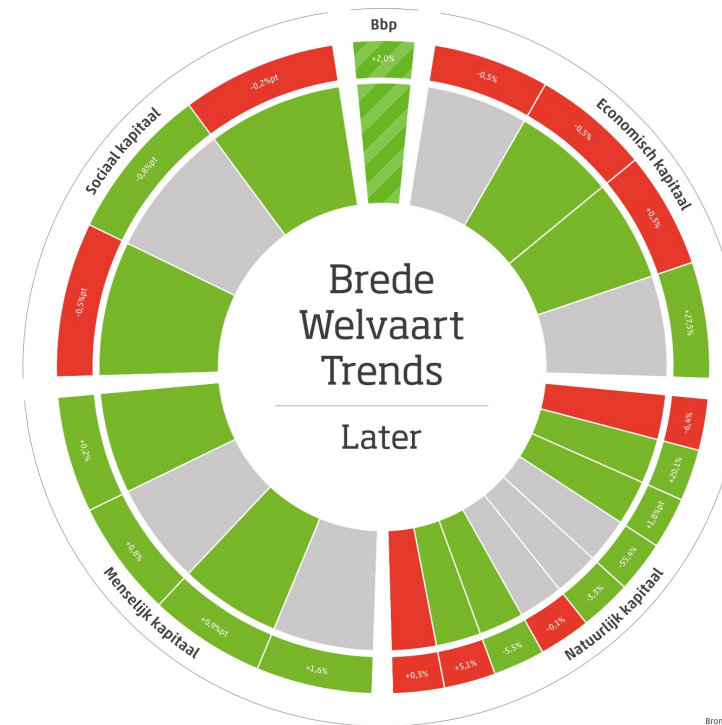 Bbp
+2,0%
Economisch kapitaal
-0,5%
-0,5%
+0,3%
+27,5%
Natuurlijk kapitaal
-6,4%
+20,1%
+1,8%pt
-55,4%
-3,3%
-0,1%
-5,5%
+5,1%
+0,3%
Menselijk kapitaal
+1,6%
+0,9%pt
+0,8%
+0,2%
Sociaal kapitaal
-0,5%pt
-0,8%pt
-0,2%pt
Brede
Welvaart
Trends
Later
Bron